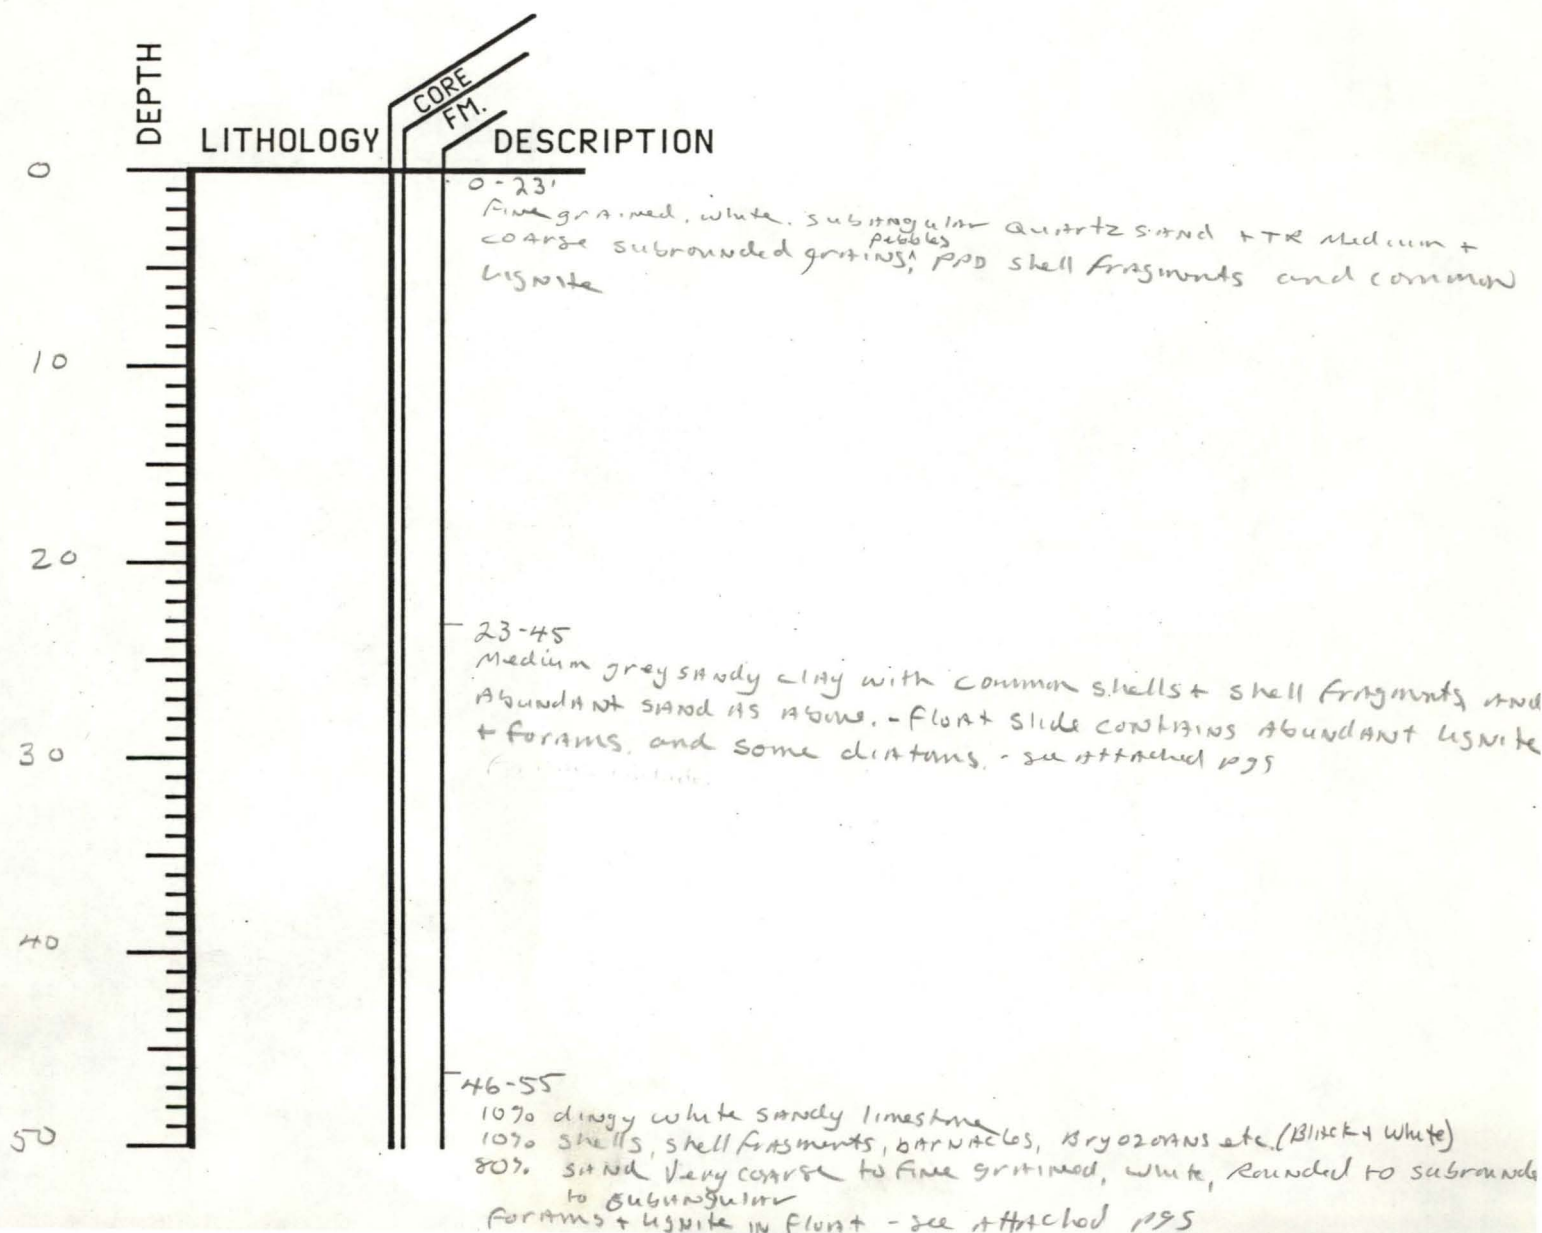 DEPTH
LITHOLOGY
CORE
FM.
DESCRIPTION
0
0-23'
Fine grained, white, subangular Quartz sand + TR Medium +
pebbles
coarse subrounded grains^, PPD shell fragments and common
Lignite
10
20
23-45
Medium grey sandy clay with common shells + shell fragments, and
Abundant sand as above. - Float slide contains abundant lignite
+ forams, and some diatoms. - see attached pgs
30
40
46-55
10% dingy white sandy limestone
10% shells, shell fragments, barnacles, Bryozoans etc. (Black + white)
50
80% sand very coarse to fine grained, white, Rounded to subrounde
to subangular
Forams + lignite in float - see attached pgs